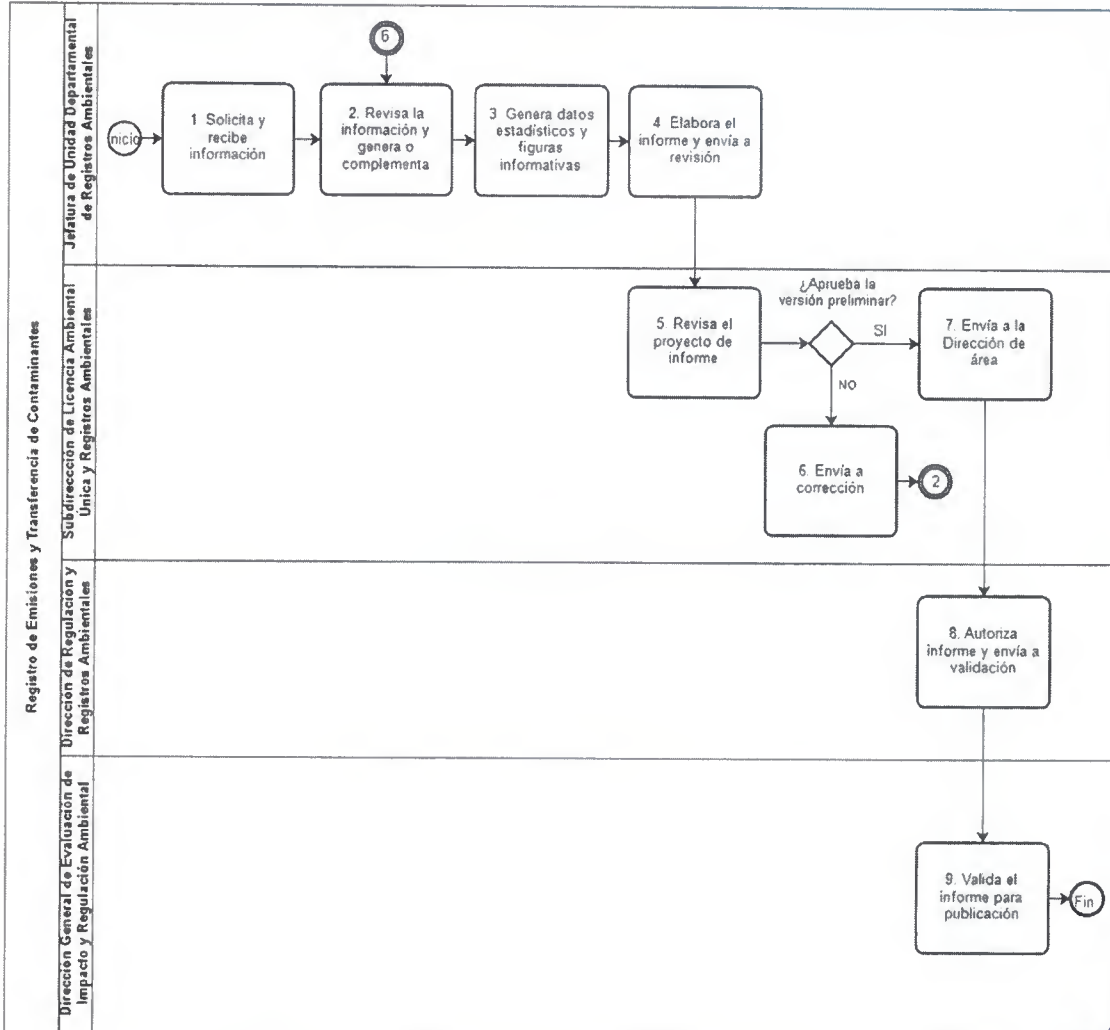 Registro de Emisiones y Transferencia de Contaminantes
Jefatura de Unidad Departamental
de Registros Ambientales
Inicio
1 Solicita y
recibe
información
6
2. Revisa la
información y
genera o
complementa
3 Genera datos
estadísticos y
figuras
informativas
4 Elabora el
informe y envía a
revisión
Subdireccción de Licencia Ambiental
Única y Registros Ambientales
5. Revisa el
proyecto de
informe
¿Aprueba la
versión preliminar?
SI
NO
7. Envía a la
Dirección de
área
6. Envía a
corrección
2
Dirección de Regulación y
Registros Ambientales
8. Autoriza
informe y envía a
validación
Dirección General de Evaluación de
Impacto y Regulación Ambiental
9. Valida el
informe para
publicación
Fin